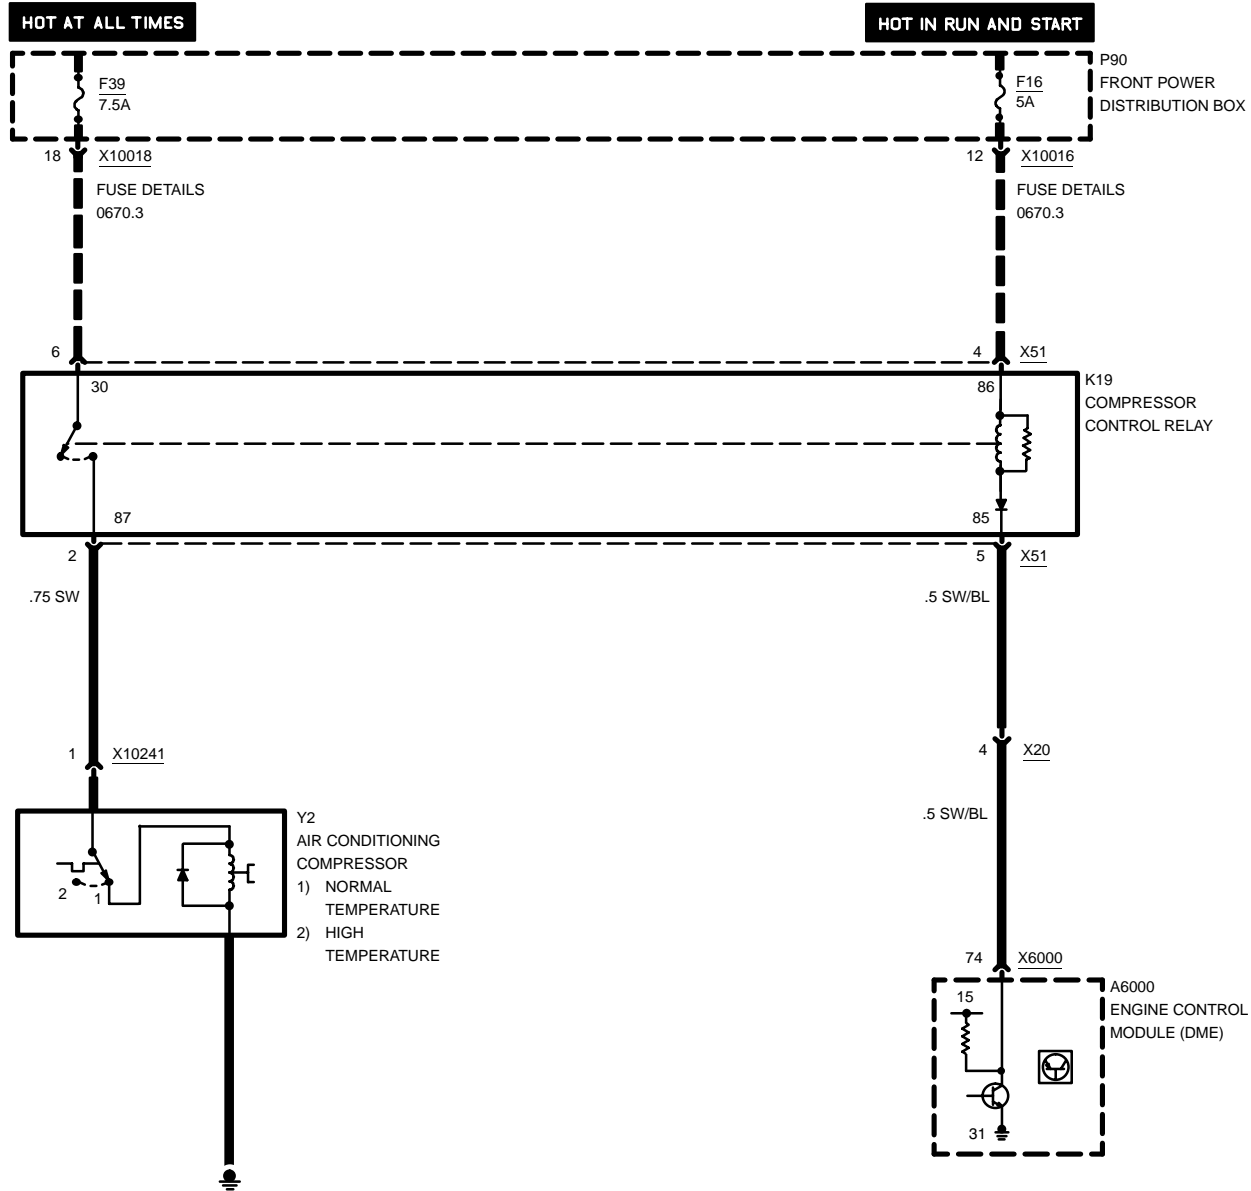 HOT AT ALL TIMES
HOT IN RUN AND START
F39
7.5A
F16
5A
P90
FRONT POWER
DISTRIBUTION BOX
18 X10018
12 X10016
FUSE DETAILS
0670.3
FUSE DETAILS
0670.3
6
4 X51
30
86
K19
COMPRESSOR
CONTROL RELAY
87
85
2
5 X51
.75 SW
.5 SW/BL
1 X10241
4 X20
.5 SW/BL
Y2
AIR CONDITIONING
COMPRESSOR
1) NORMAL
TEMPERATURE
2) HIGH
TEMPERATURE
2
1
74 X6000
15
A6000
ENGINE CONTROL
MODULE (DME)
31